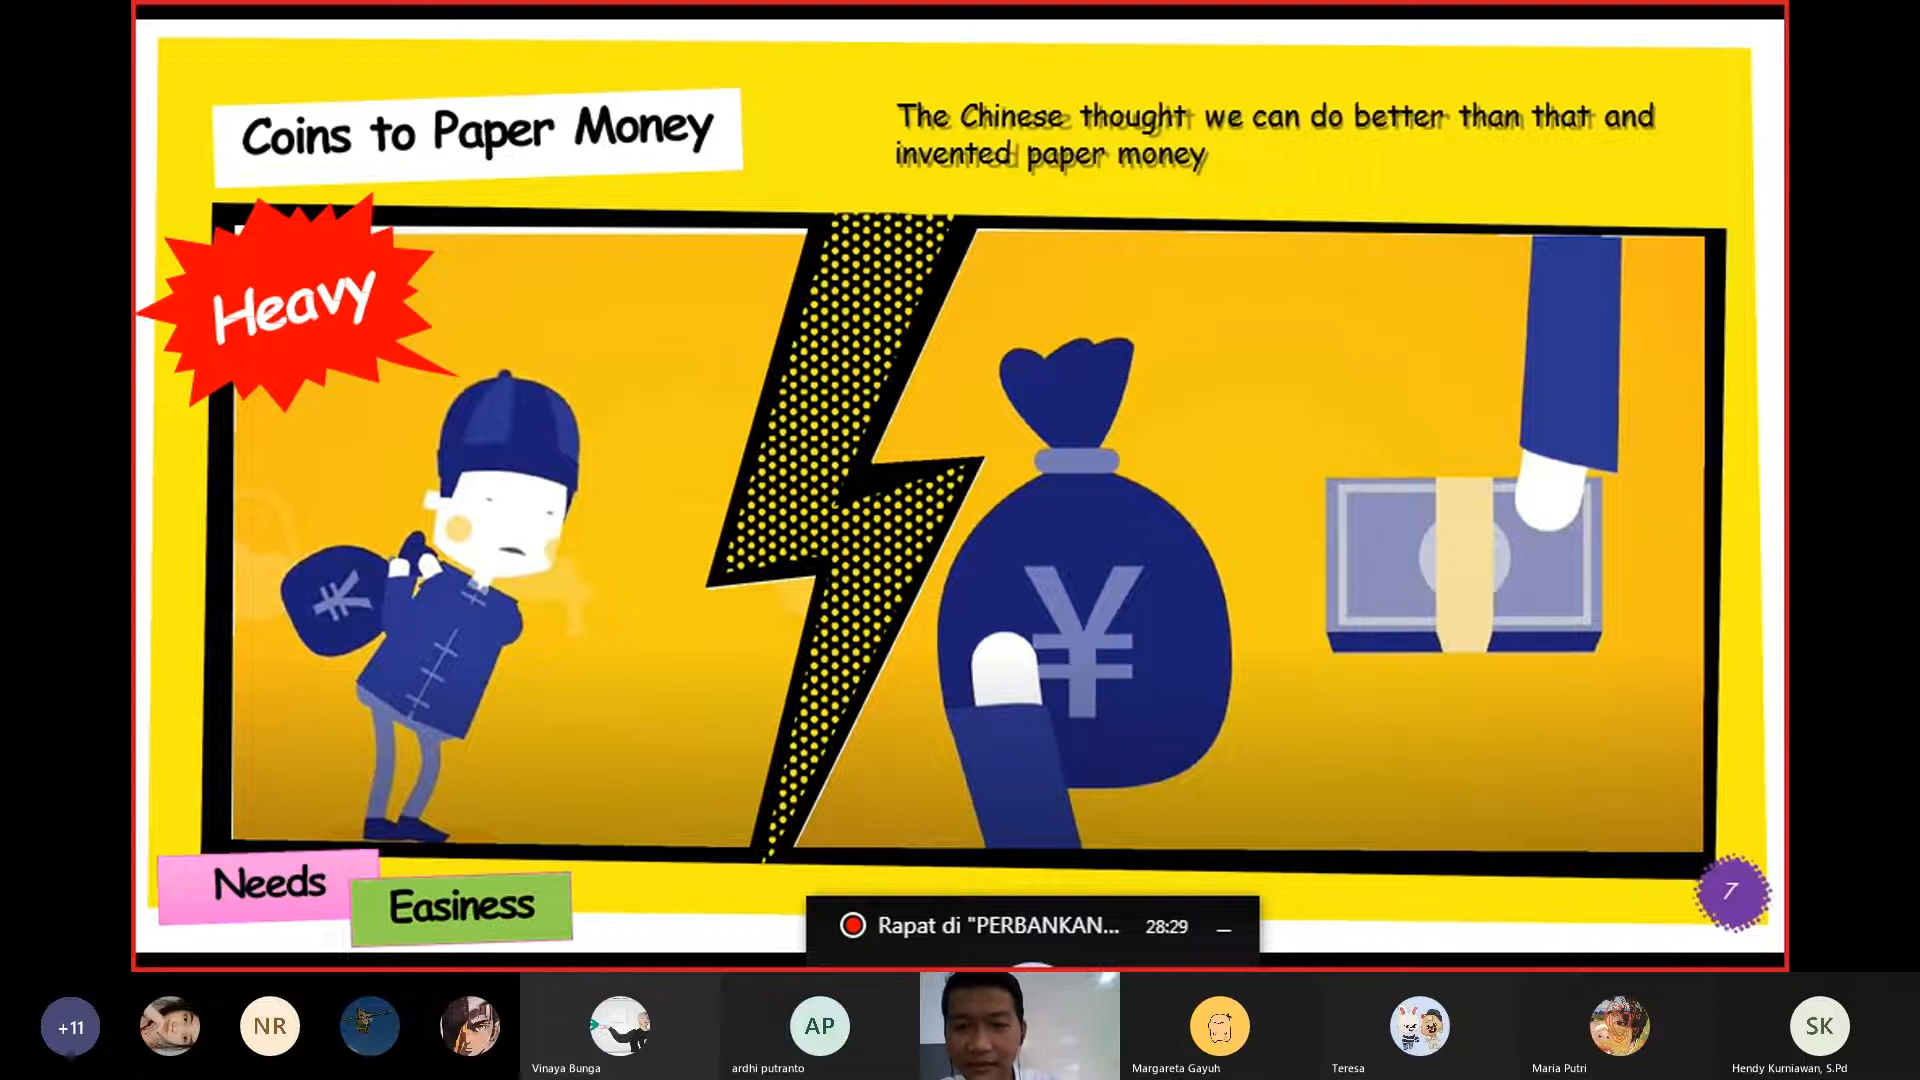 Coins to Paper Money
The Chinese thought we can do better than that and
invented paper money
Heavy
¥
¥
Needs
Easiness
7
Rapat di "PERBANKAN...
28:29
+11
NR
AP
SK
Vinaya Bunga
ardhi putranto
Margareta Gayuh
Teresa
Maria Putri
Hendy Kurniawan, S.Pd